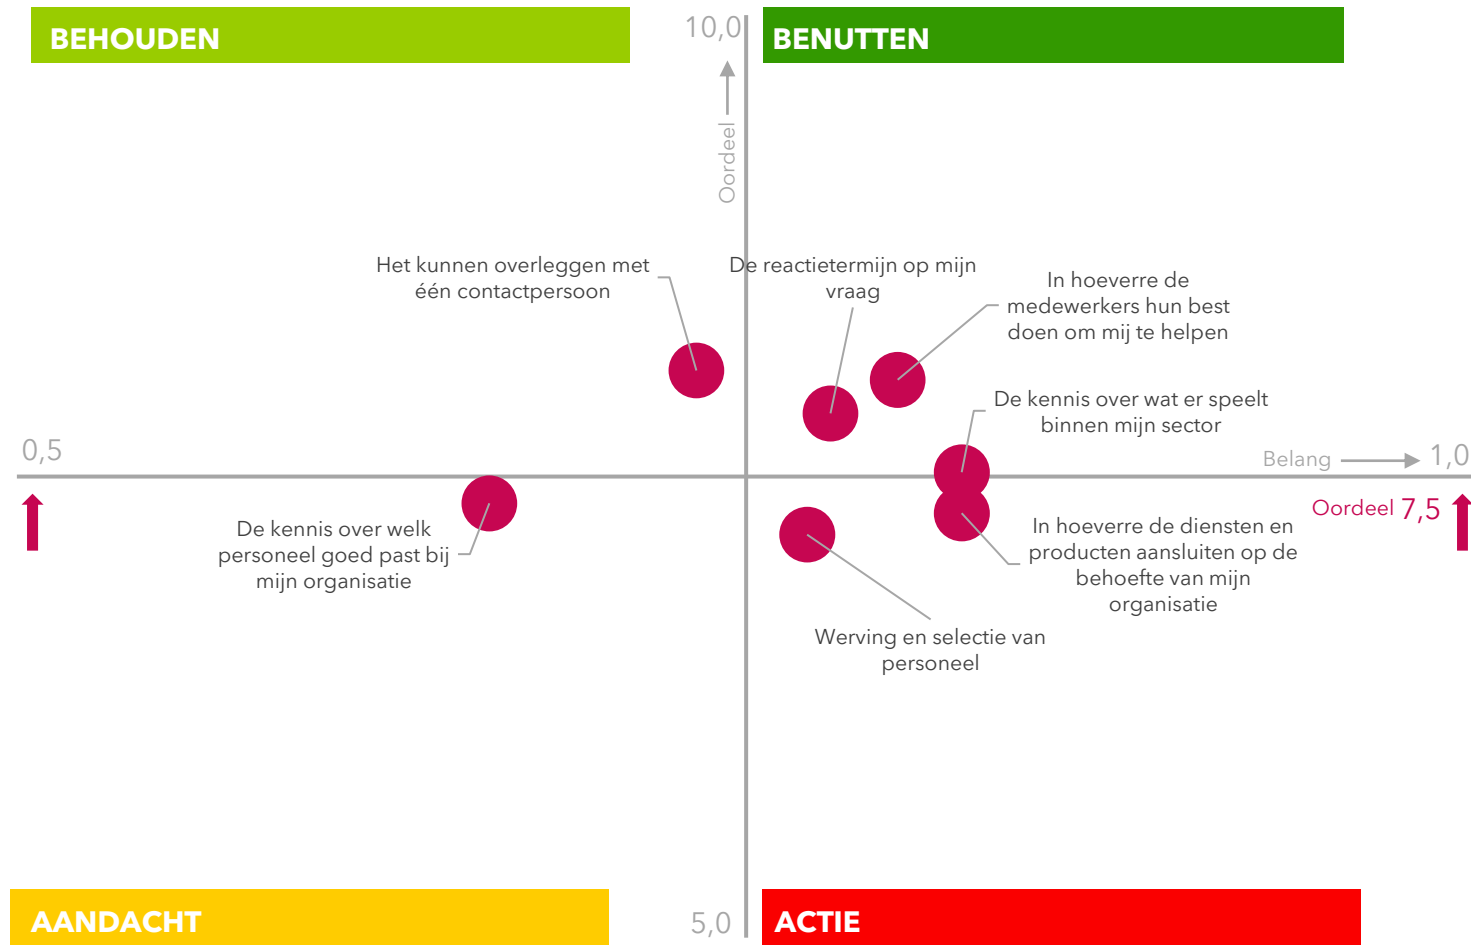 BEHOUDEN
10,0
BENUTTEN
Oordeel
Het kunnen overleggen met
één contactpersoon
De reactietermijn op mijn
vraag
In hoeverre de
medewerkers hun best
doen om mij te helpen
De kennis over wat er speelt
binnen mijn sector
0,5
Belang
1,0
Oordeel 7,5
De kennis over welk
personeel goed past bij
mijn organisatie
In hoeverre de diensten en
producten aansluiten op de
behoefte van mijn
organisatie
Werving en selectie van
personeel
AANDACHT
5,0
ACTIE